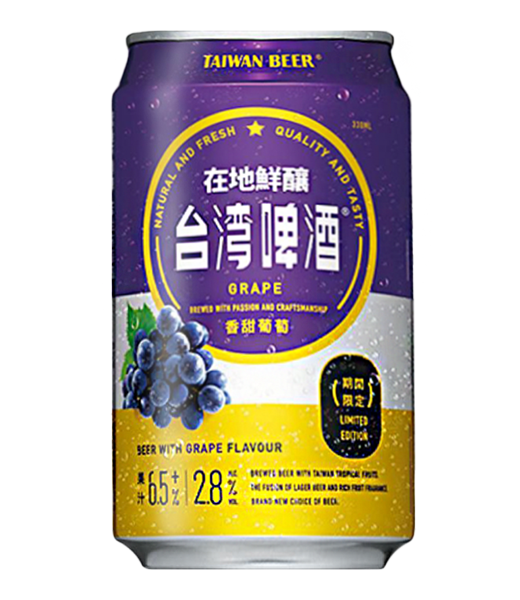 TAIWAN BEER®
330ML
NATURAL AND FRESH ★ QUALITY AND TASTY
在地鮮釀
台湾啤酒®
GRAPE
BREWED WITH PASSION AND CRAFTSMANSHIP
香甜葡萄
期間
限定
LIMITED
EDITION
BEER WITH GRAPE FLAVOUR
果汁 6.5+% | 2.8 ALC % VOL
BREWED BEER WITH TAIWAN TROPICAL FRUITS.
THE FUSION OF LAGER BEER AND RICH FRUIT FRAGRANCE.
BRAND NEW CHOICE OF BEER.